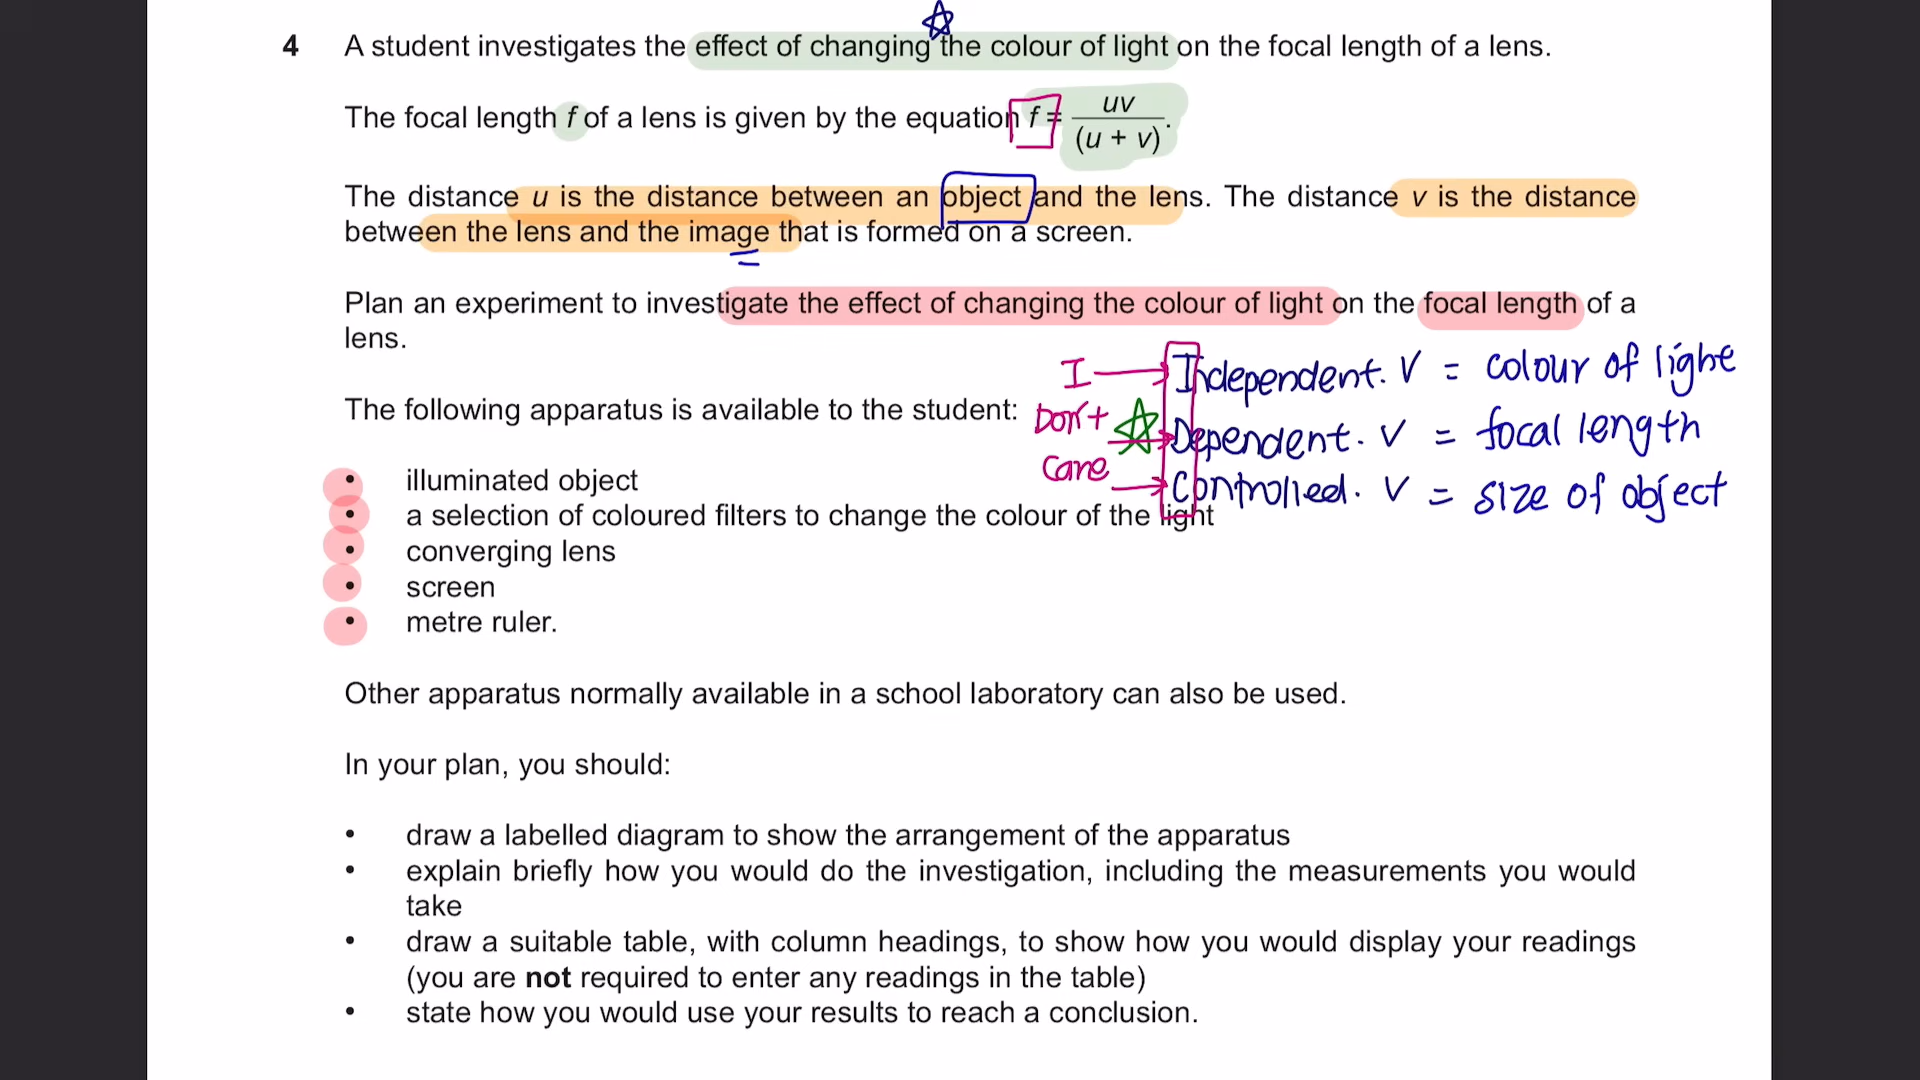 4 A student investigates the effect of changing the colour of light on the focal length of a lens.
The focal length f of a lens is given by the equation f = uv / (u + v).
The distance u is the distance between an object and the lens. The distance v is the distance
between the lens and the image that is formed on a screen.
Plan an experiment to investigate the effect of changing the colour of light on the focal length of a
lens.
I Independent. V = colour of light
The following apparatus is available to the student:
Don't care
Dependent. V = focal length
Controlled. V = size of object
• illuminated object
• a selection of coloured filters to change the colour of the light
• converging lens
• screen
• metre ruler.
Other apparatus normally available in a school laboratory can also be used.
In your plan, you should:
• draw a labelled diagram to show the arrangement of the apparatus
• explain briefly how you would do the investigation, including the measurements you would
take
• draw a suitable table, with column headings, to show how you would display your readings
(you are not required to enter any readings in the table)
• state how you would use your results to reach a conclusion.